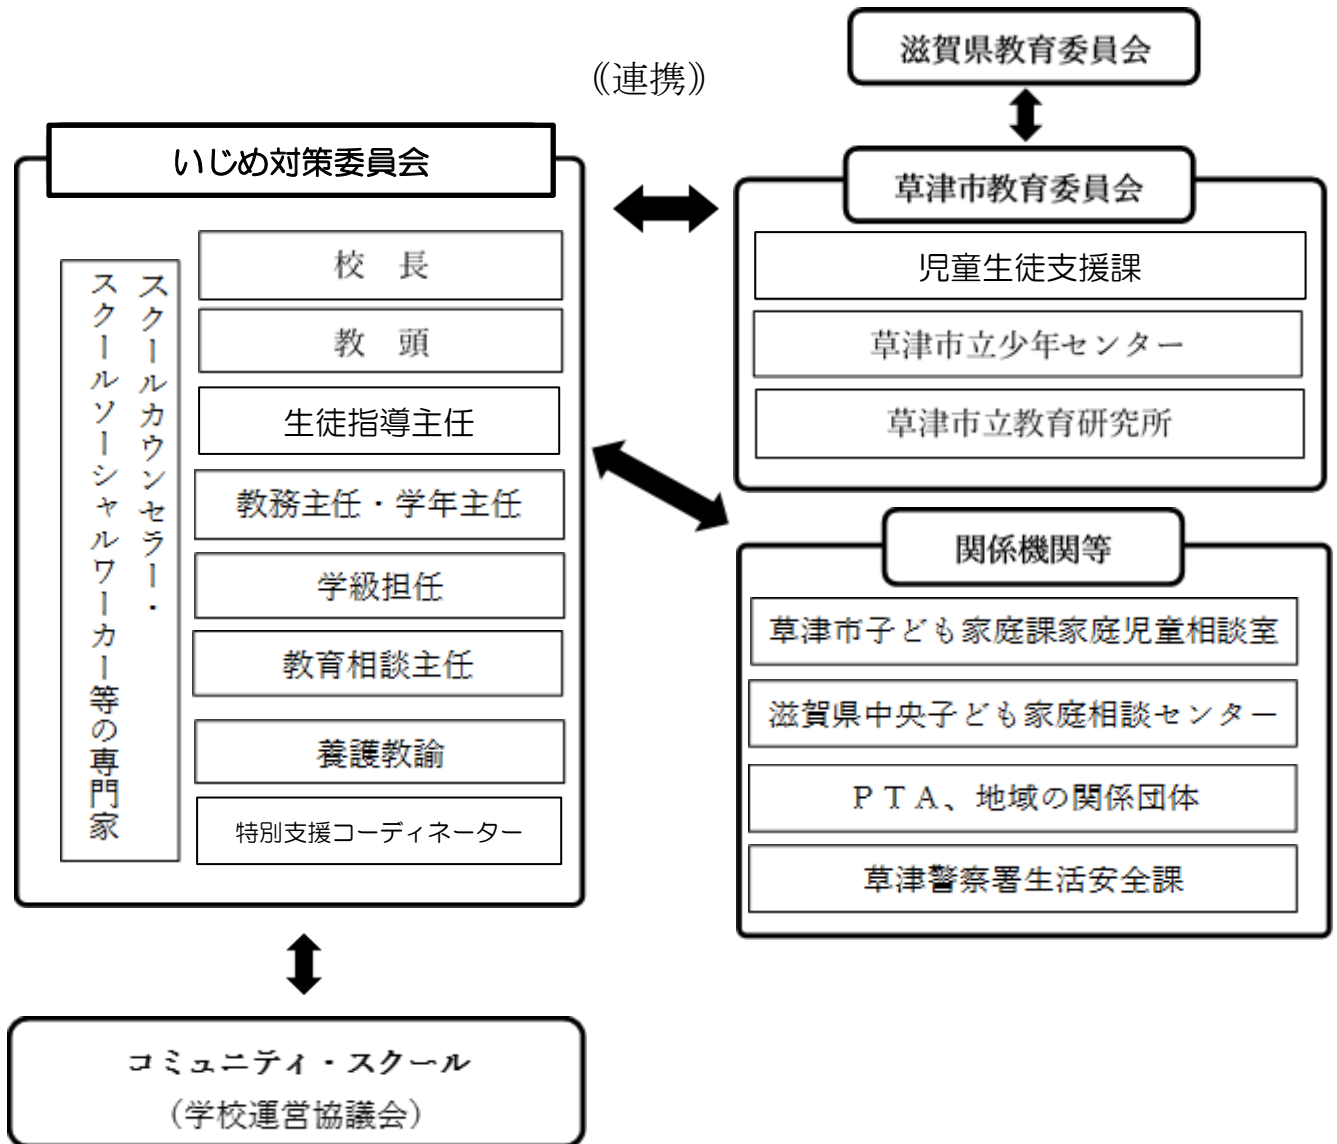 《連携》
滋賀県教育委員会
いじめ対策委員会
スクールカウンセラー・
スクールソーシャルワーカー等の専門家
校　長
教　頭
生徒指導主任
教務主任・学年主任
学級担任
教育相談主任
養護教諭
特別支援コーディネーター
草津市教育委員会
児童生徒支援課
草津市立少年センター
草津市立教育研究所
関係機関等
草津市子ども家庭課家庭児童相談室
滋賀県中央子ども家庭相談センター
ＰＴＡ、地域の関係団体
草津警察署生活安全課
コミュニティ・スクール
（学校運営協議会）